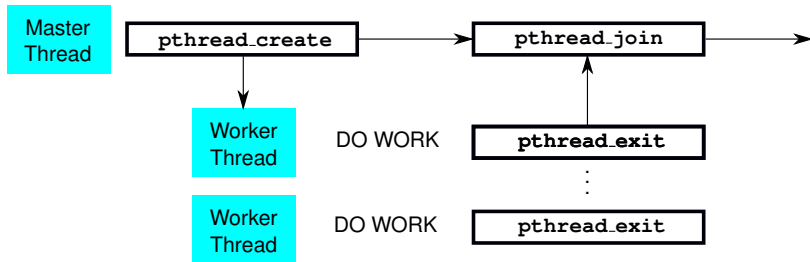 Master
Thread
pthread_create
pthread_join
Worker
Thread
DO WORK
pthread_exit
Worker
Thread
DO WORK
pthread_exit